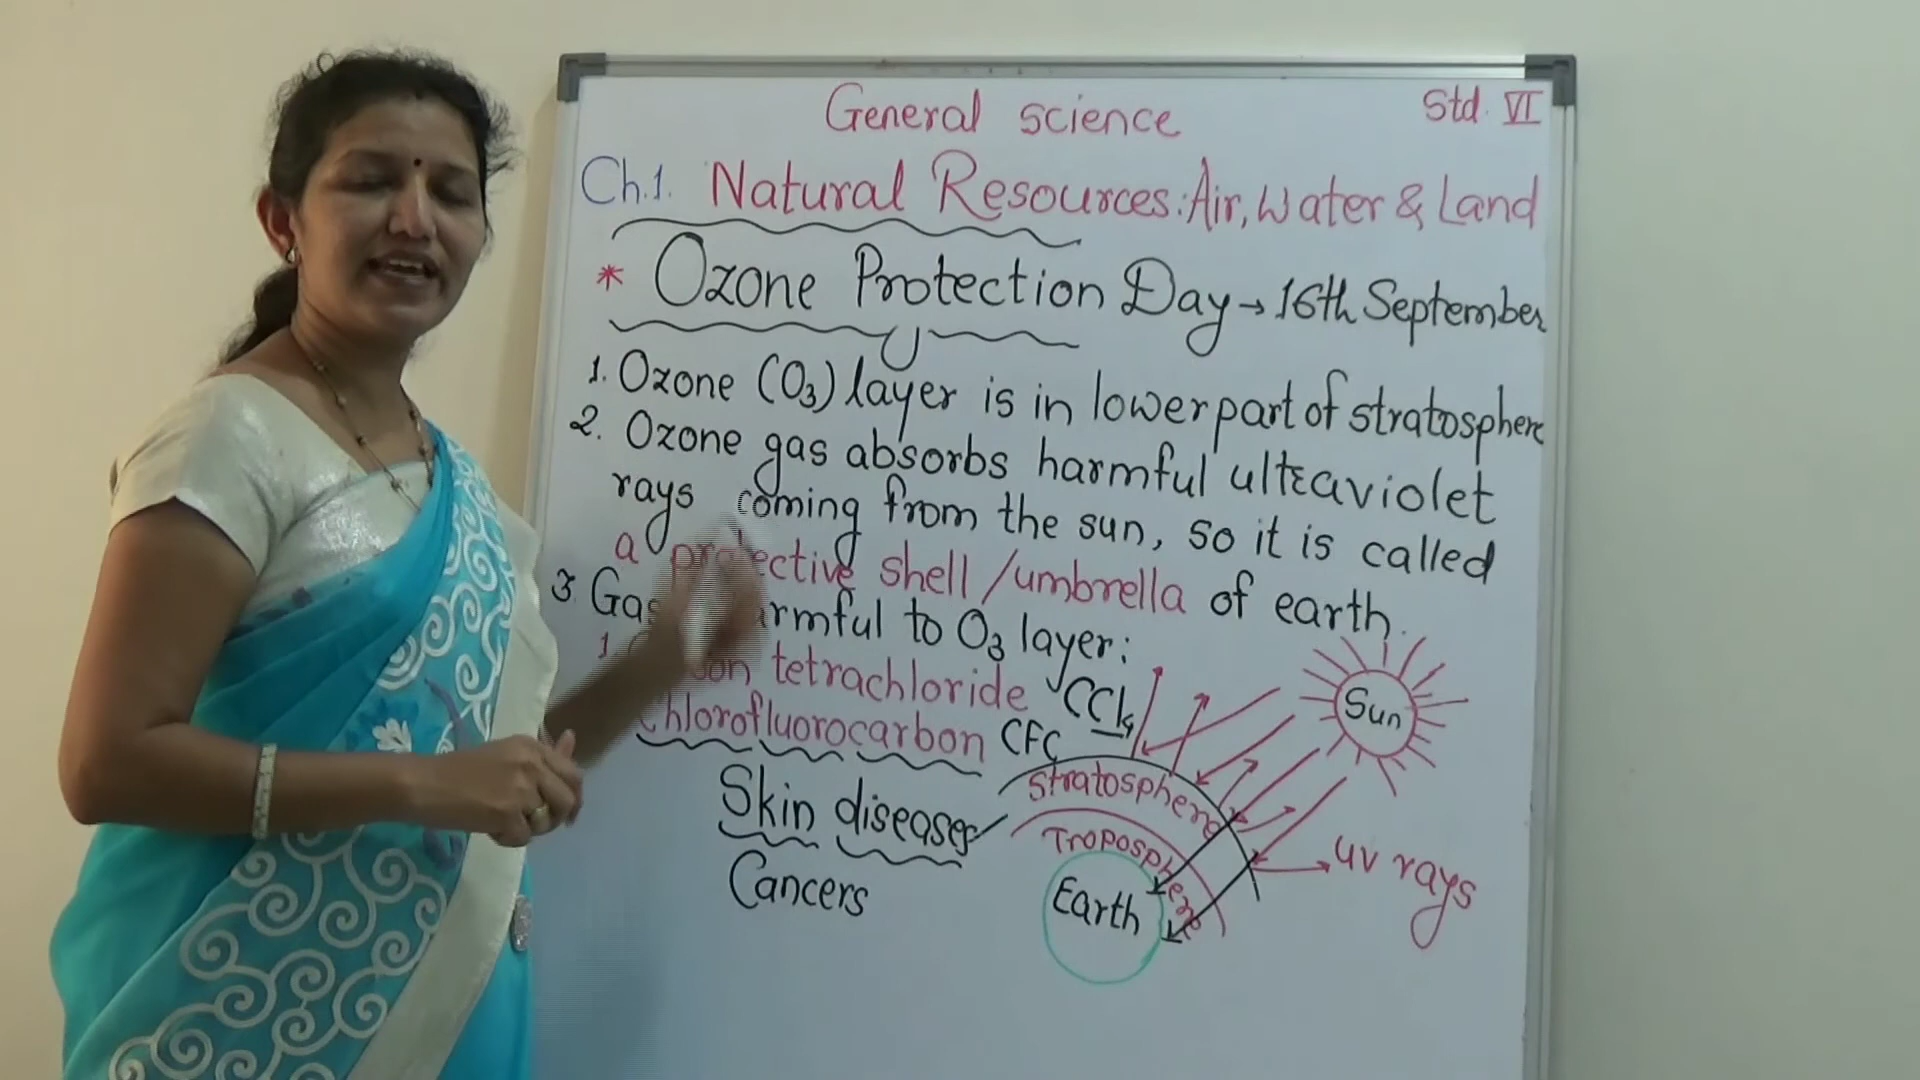 General science
Std. VI
Ch.1. Natural Resources: Air, Water & Land
* Ozone Protection Day → 16th September
1. Ozone (O3) layer is in lower part of stratosphere
2. Ozone gas absorbs harmful ultraviolet
rays coming from the sun, so it is called
a protective shell / umbrella of earth.
3. harmful to O3 layer:
1. tetrachloride CCl4
Chlorofluorocarbon CFC
Skin diseases
Cancers
Sun
Stratosphere
Troposphere
Earth
UV rays